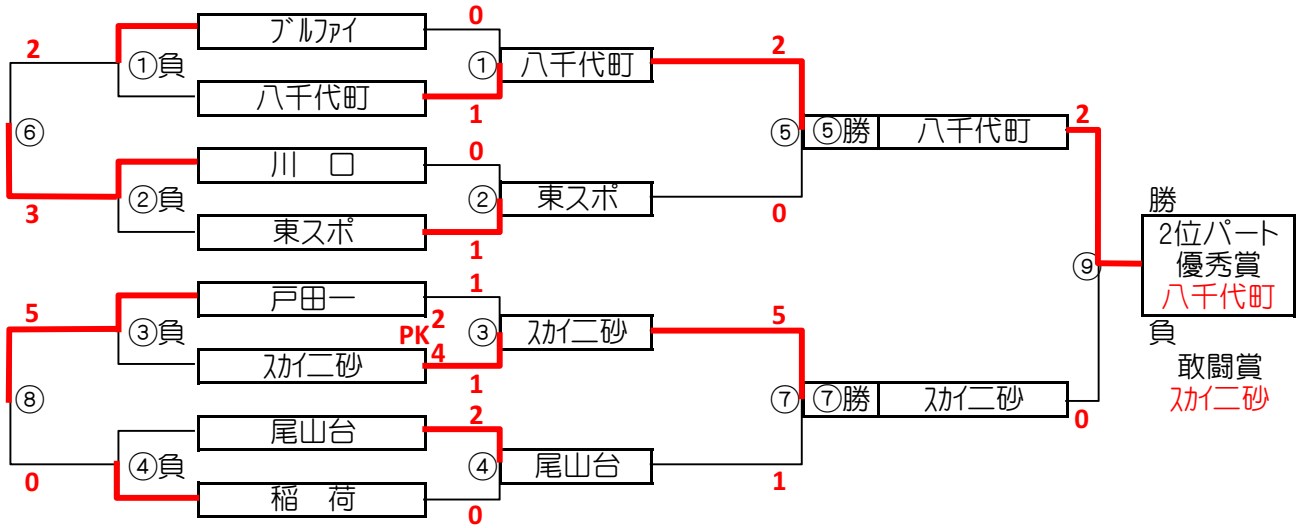 2
①負
ブルファイ
0
①
八千代町
2
八千代町
1
⑥
⑤
⑤勝
八千代町
2
3
②負
川　口
0
②
東スポ
0
東スポ
1
勝
2位パート
優秀賞
八千代町
⑨
負
敢闘賞
スカイ二砂
5
③負
戸田一
1
PK
2
4
③
スカイ二砂
5
スカイ二砂
1
⑧
⑦
⑦勝
スカイ二砂
0
0
④負
尾山台
2
④
尾山台
1
稲　荷
0